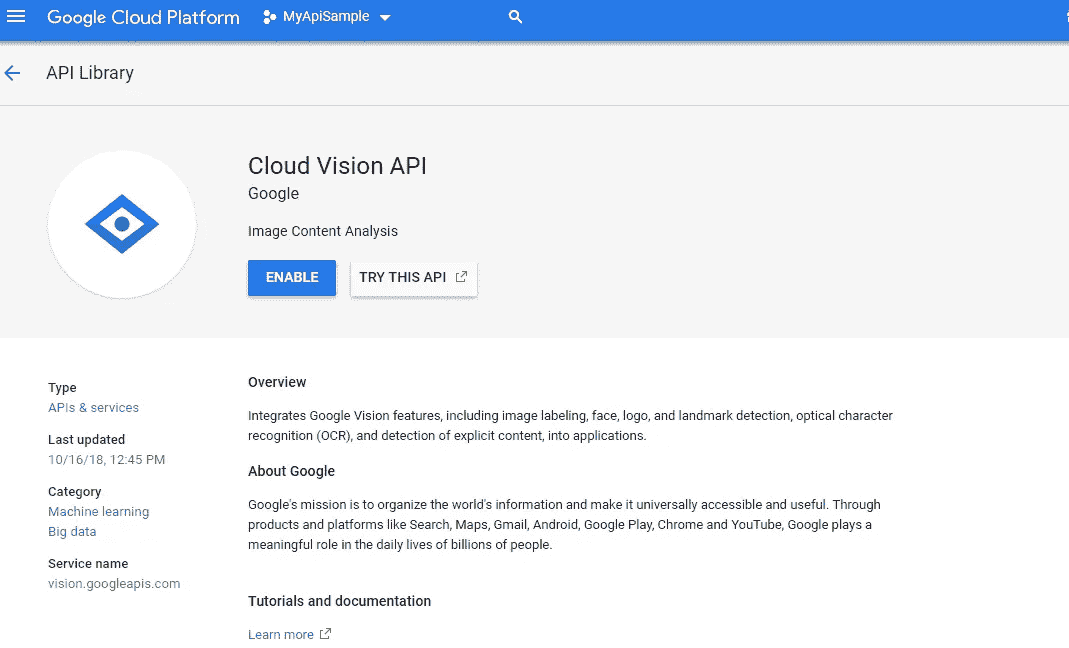 Google Cloud Platform MyApiSample
API Library
Cloud Vision API
Google
Image Content Analysis
ENABLE TRY THIS API
Type
APIs & services
Last updated
10/16/18, 12:45 PM
Category
Machine learning
Big data
Service name
vision.googleapis.com
Overview
Integrates Google Vision features, including image labeling, face, logo, and landmark detection, optical character
recognition (OCR), and detection of explicit content, into applications.
About Google
Google's mission is to organize the world's information and make it universally accessible and useful. Through
products and platforms like Search, Maps, Gmail, Android, Google Play, Chrome and YouTube, Google plays a
meaningful role in the daily lives of billions of people.
Tutorials and documentation
Learn more